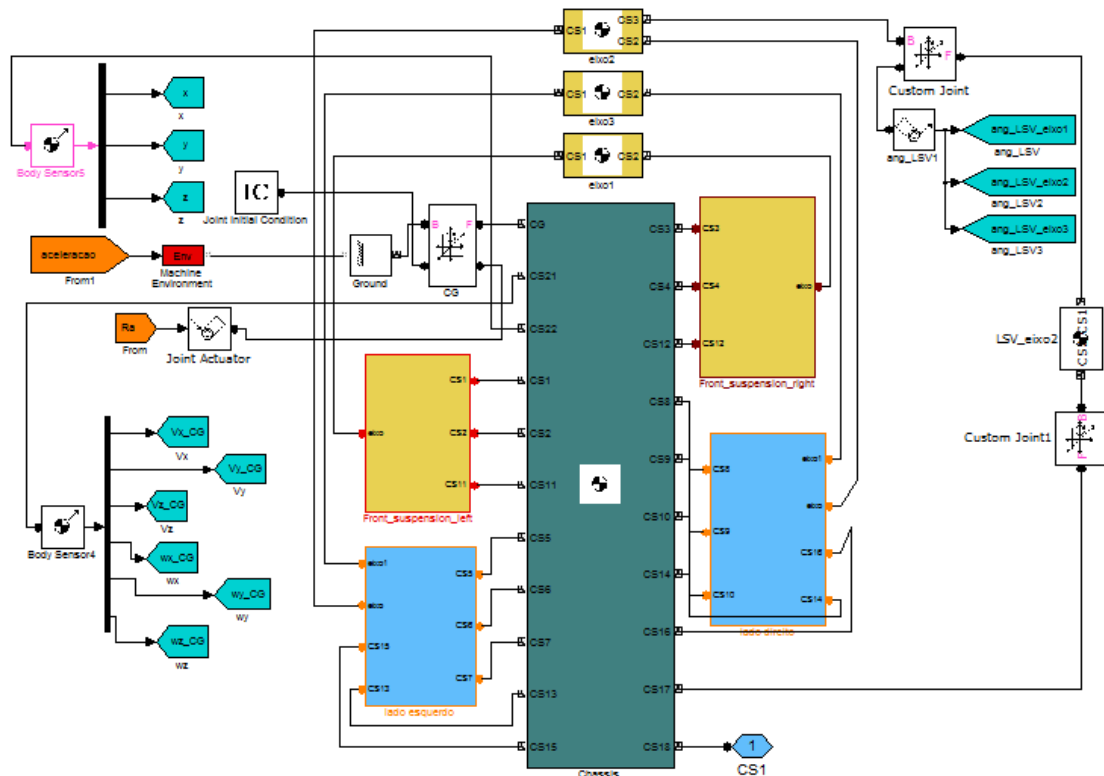 CS1
CS3
CS2
eixo2
CS1
CS2
eixo3
CS1
CS2
eixo1
B
F
Custom Joint
ang_LSV1
ang_LSV_eixo1
ang_LSV
ang_LSV_eixo2
ang_LSV2
ang_LSV_eixo3
ang_LSV3
Body Sensor5
x
x
y
y
z
z
IC
Joint Initial Condition
aceleracao
From1
Env
Machine
Environment
Ground
B
F
CG
Ra
From
Joint Actuator
CG
CS21
CS22
CS1
CS2
CS11
CS5
CS6
CS7
CS13
CS15
CS3
CS4
CS12
CS8
CS9
CS10
CS14
CS16
CS17
CS18
Chassis
CS3
CS4
CS12
eixo
Front_suspension_right
CS1
CS2
CS11
eixo
Front_suspension_left
eixo1
eixo
CS15
CS13
CS5
CS6
CS7
lado esquerdo
CS8
CS9
CS10
eixo1
eixo
CS16
CS14
lado direito
CS1
LSV_eixo2
B
F
Custom Joint1
Body Sensor4
Vx_CG
Vx
Vy_CG
Vy
Vz_CG
Vz
wx_CG
wx
wy_CG
wy
wz_CG
wz
1
CS1